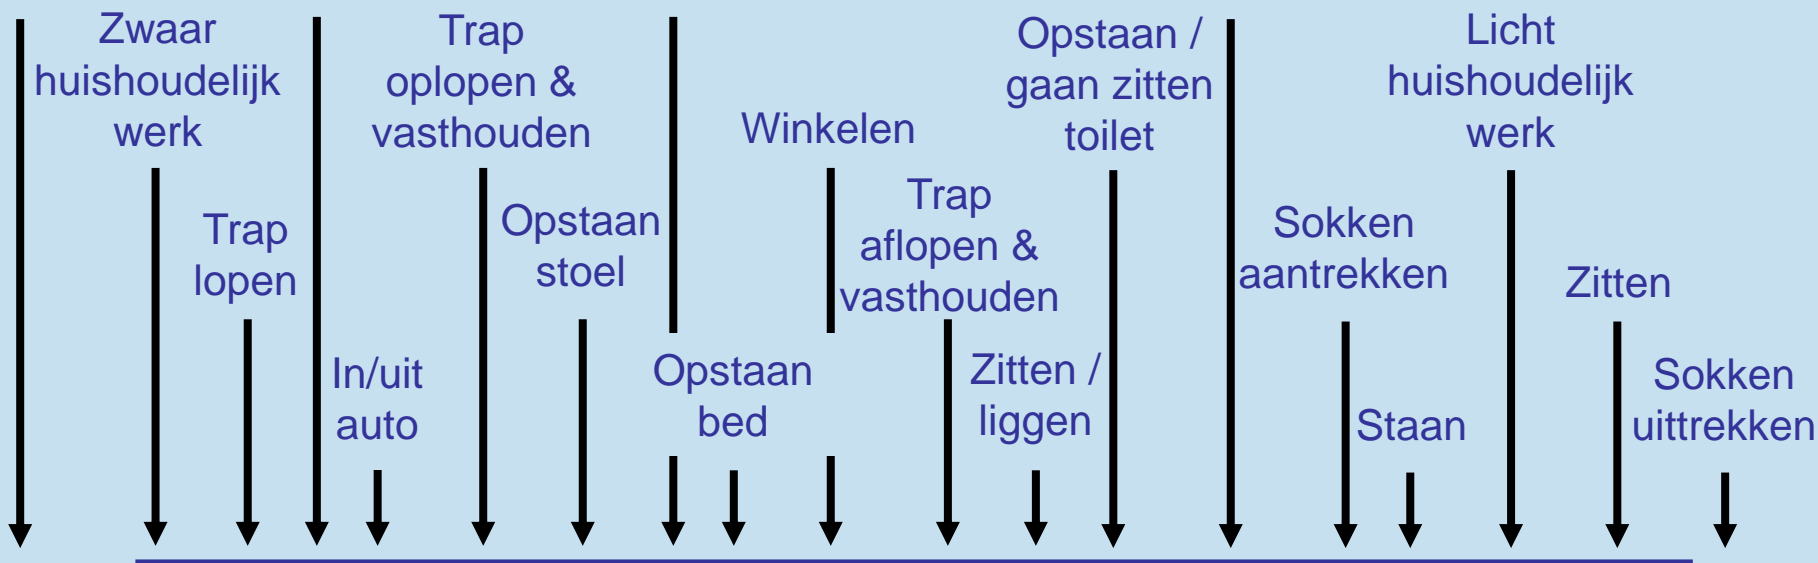 Zwaar
huishoudelijk
werk
Trap
lopen
In/uit
auto
Trap
oplopen &
vasthouden
Opstaan
stoel
Opstaan
bed
Winkelen
Trap
aflopen &
vasthouden
Zitten /
liggen
Opstaan /
gaan zitten
toilet
Sokken
aantrekken
Staan
Licht
huishoudelijk
werk
Zitten
Sokken
uittrekken